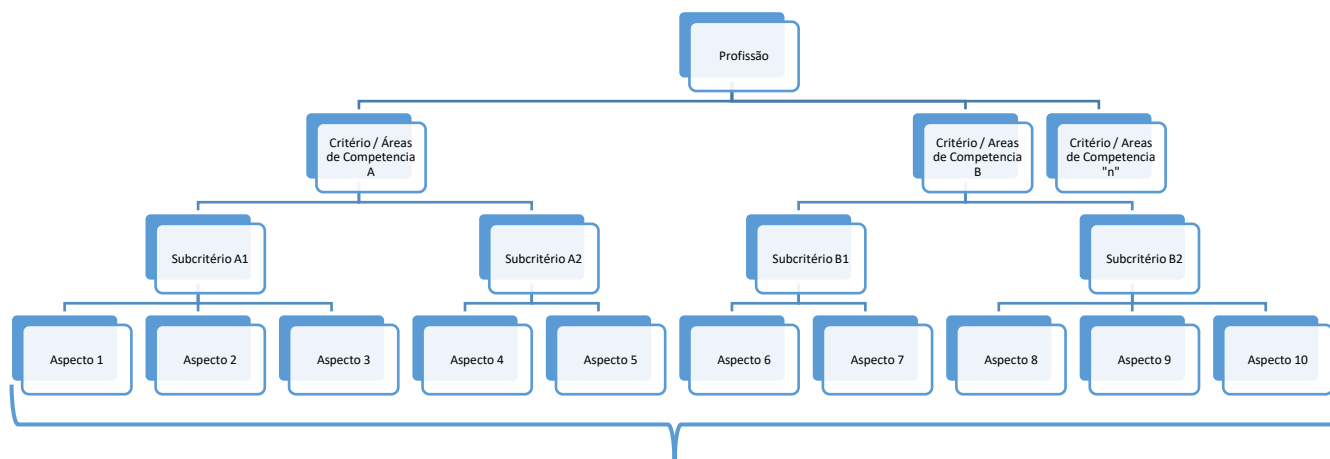 Profissão
Critério / Áreas
de Competencia
A
Critério / Areas
de Competencia
B
Critério / Areas
de Competencia
"n"
Subcritério A1
Subcritério A2
Subcritério B1
Subcritério B2
Aspecto 1
Aspecto 2
Aspecto 3
Aspecto 4
Aspecto 5
Aspecto 6
Aspecto 7
Aspecto 8
Aspecto 9
Aspecto 10